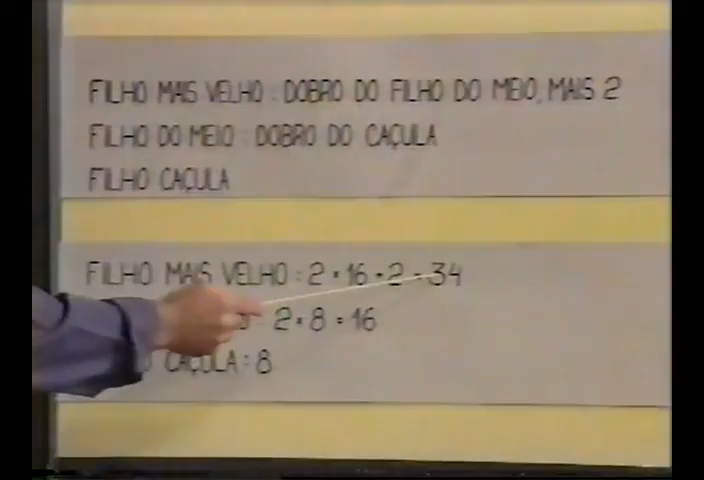 FILHO MAIS VELHO : DOBRO DO FILHO DO MEIO, MAIS 2
FILHO DO MEIO : DOBRO DO CAÇULA
FILHO CAÇULA
FILHO MAIS VELHO : 2 · 16 + 2 = 34
: 2 · 8 = 16
CAÇULA : 8